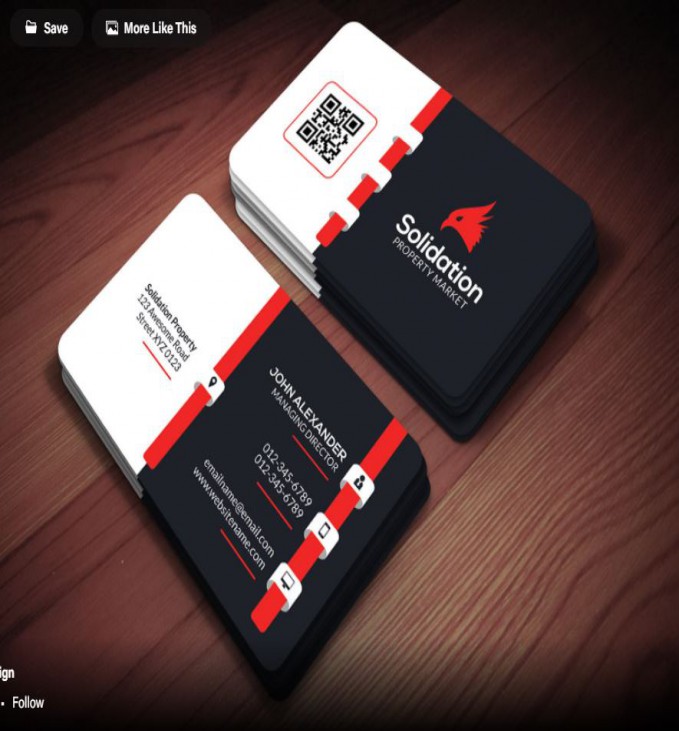 Save
More Like This
Solidation
PROPERTY MARKET
Solidation Property
123 Awesome Road
Street XYZ 0123
JOHN ALEXANDER
MANAGING DIRECTOR
012-345-6789
012-345-6789
emailname@email.com
www.websitename.com
ign
• Follow